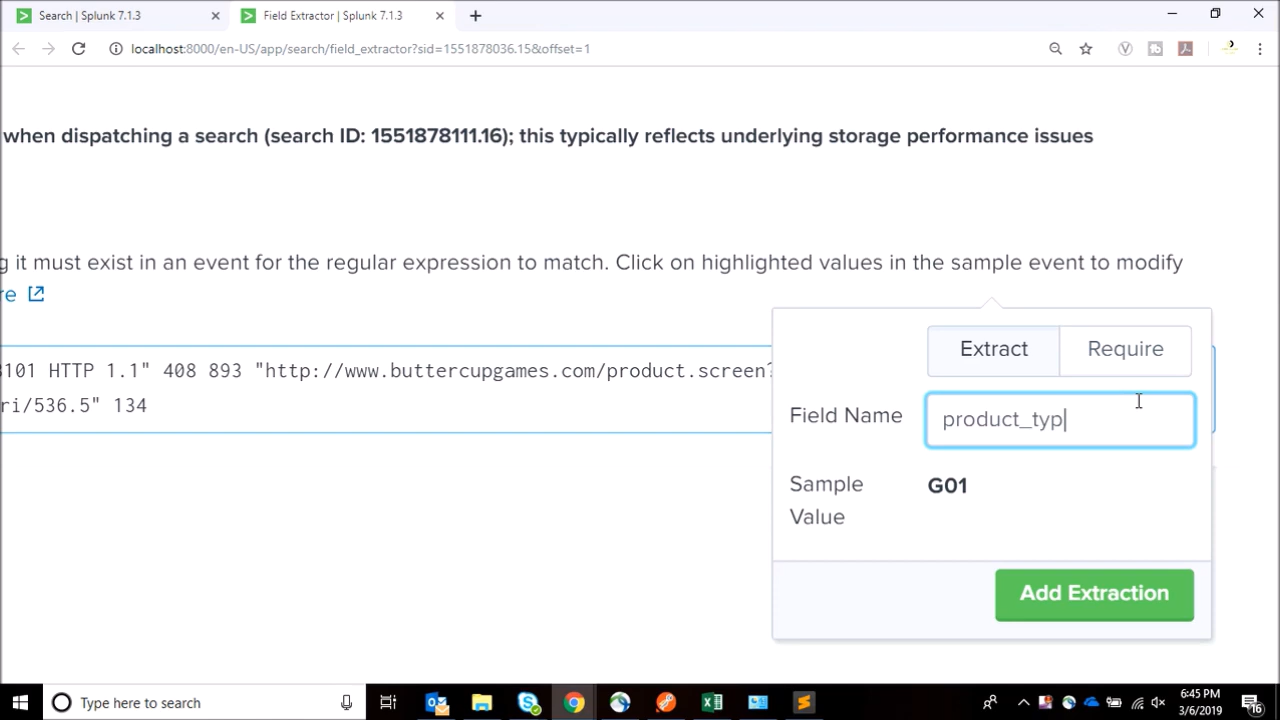 Search | Splunk 7.1.3
Field Extractor | Splunk 7.1.3
localhost:8000/en-US/app/search/field_extractor?sid=1551878036.15&offset=1
when dispatching a search (search ID: 1551878111.16); this typically reflects underlying storage performance issues
g it must exist in an event for the regular expression to match. Click on highlighted values in the sample event to modify
re
3101 HTTP 1.1" 408 893 "http://www.buttercupgames.com/product.screen?
ri/536.5" 134
Extract
Require
Field Name
product_typ
Sample
Value
G01
Add Extraction
Type here to search
6:45 PM
3/6/2019
16